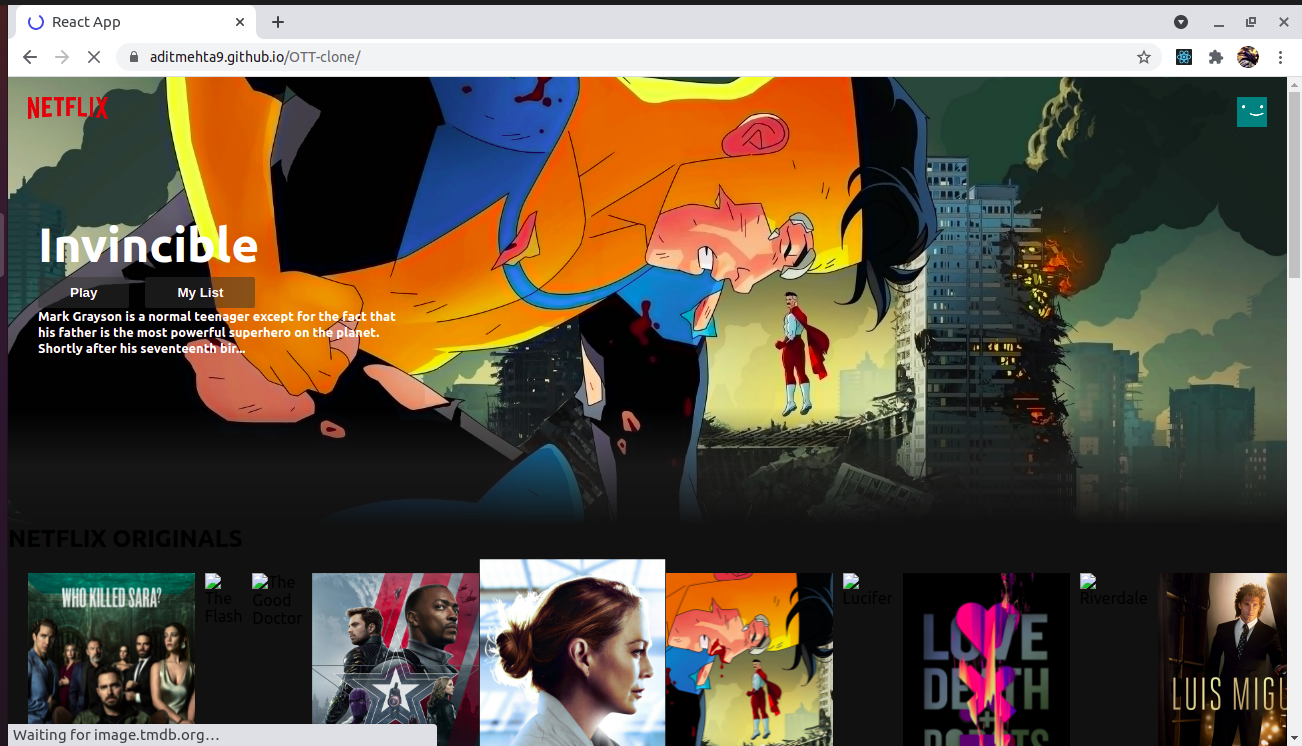 React App
aditmehta9.github.io/OTT-clone/
NETFLIX
Invincible
Play
My List
Mark Grayson is a normal teenager except for the fact that
his father is the most powerful superhero on the planet.
Shortly after his seventeenth bir...
NETFLIX ORIGINALS
WHO KILLED SARA?
The
Flash
The
Good
Doctor
Lucifer
LOVE
DEATH
+
ROBOTS
Riverdale
LUIS MIGU
Waiting for image.tmdb.org…